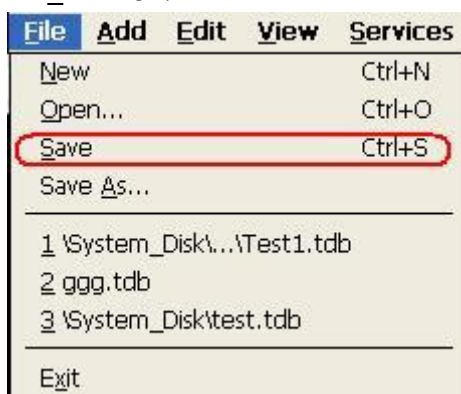 File Add Edit View Services
New Ctrl+N
Open... Ctrl+O
Save Ctrl+S
Save As...
1 \System_Disk\...\Test1.tdb
2 ggg.tdb
3 \System_Disk\test.tdb
Exit